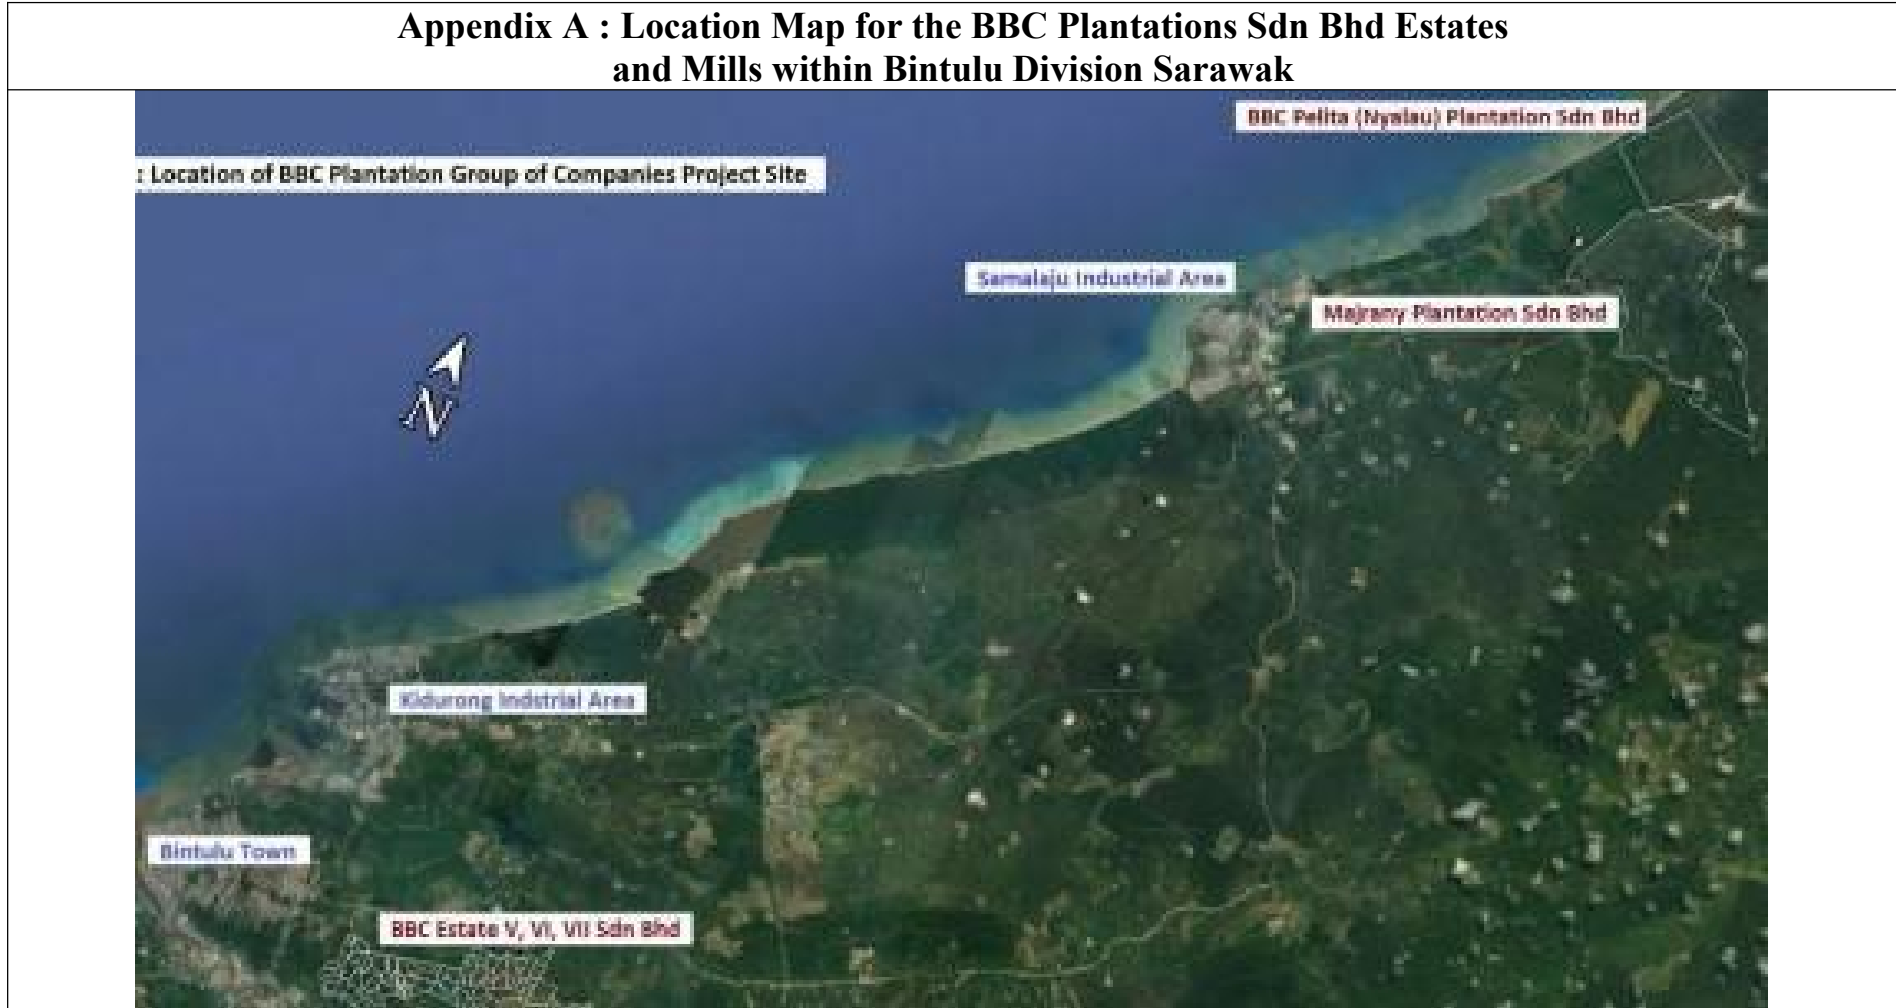 Appendix A : Location Map for the BBC Plantations Sdn Bhd Estates
and Mills within Bintulu Division Sarawak
BBC Pelita (Nyalau) Plantation Sdn Bhd
: Location of BBC Plantation Group of Companies Project Site
Samalaju Industrial Area
Majrany Plantation Sdn Bhd
N
Kidurong Indstrial Area
Bintulu Town
BBC Estate V, VI, VII Sdn Bhd